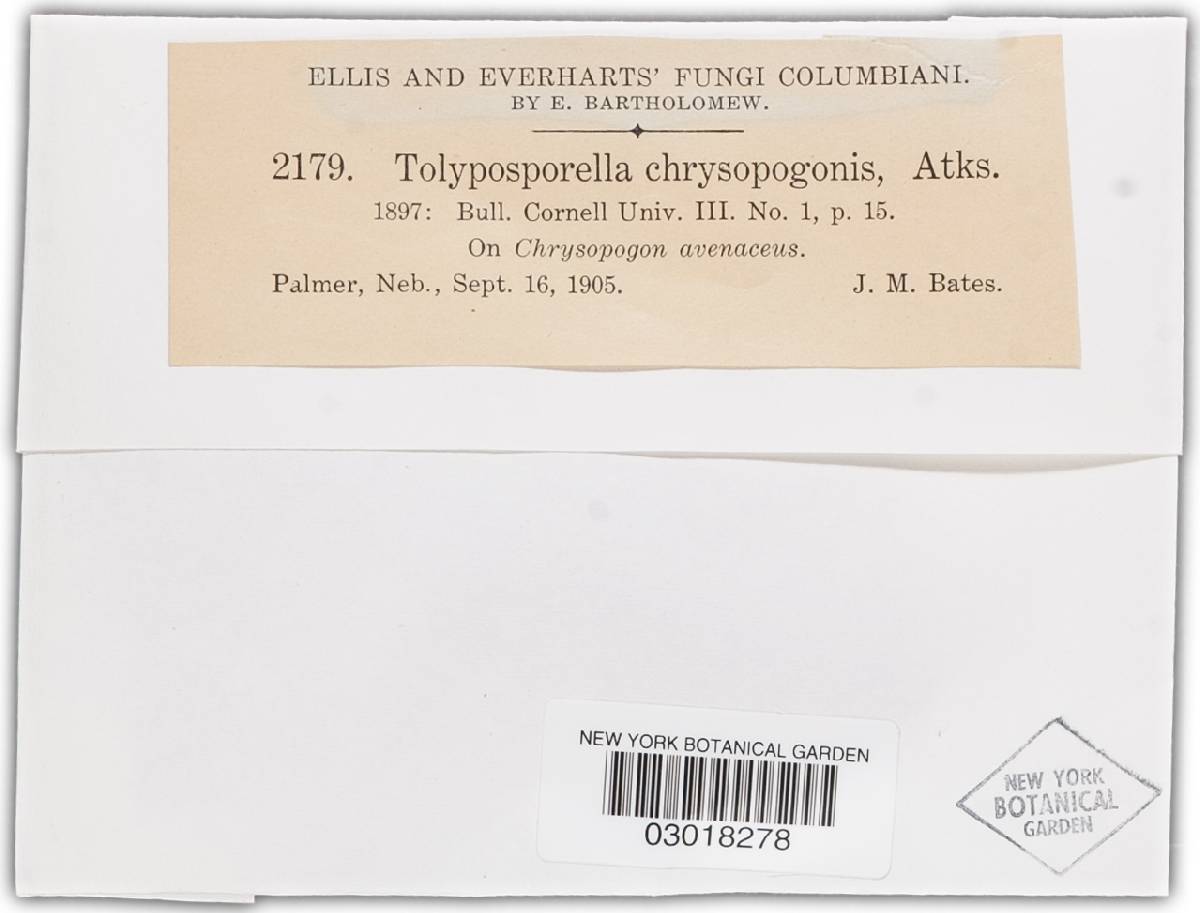 ELLIS AND EVERHARTS' FUNGI COLUMBIANI.
BY E. BARTHOLOMEW.
2179. Tolyposporella chrysopogonis, Atks.
1897: Bull. Cornell Univ. III. No. 1, p. 15.
On Chrysopogon avenaceus.
Palmer, Neb., Sept. 16, 1905. J. M. Bates.
NEW YORK BOTANICAL GARDEN
03018278
NEW YORK
BOTANICAL
GARDEN